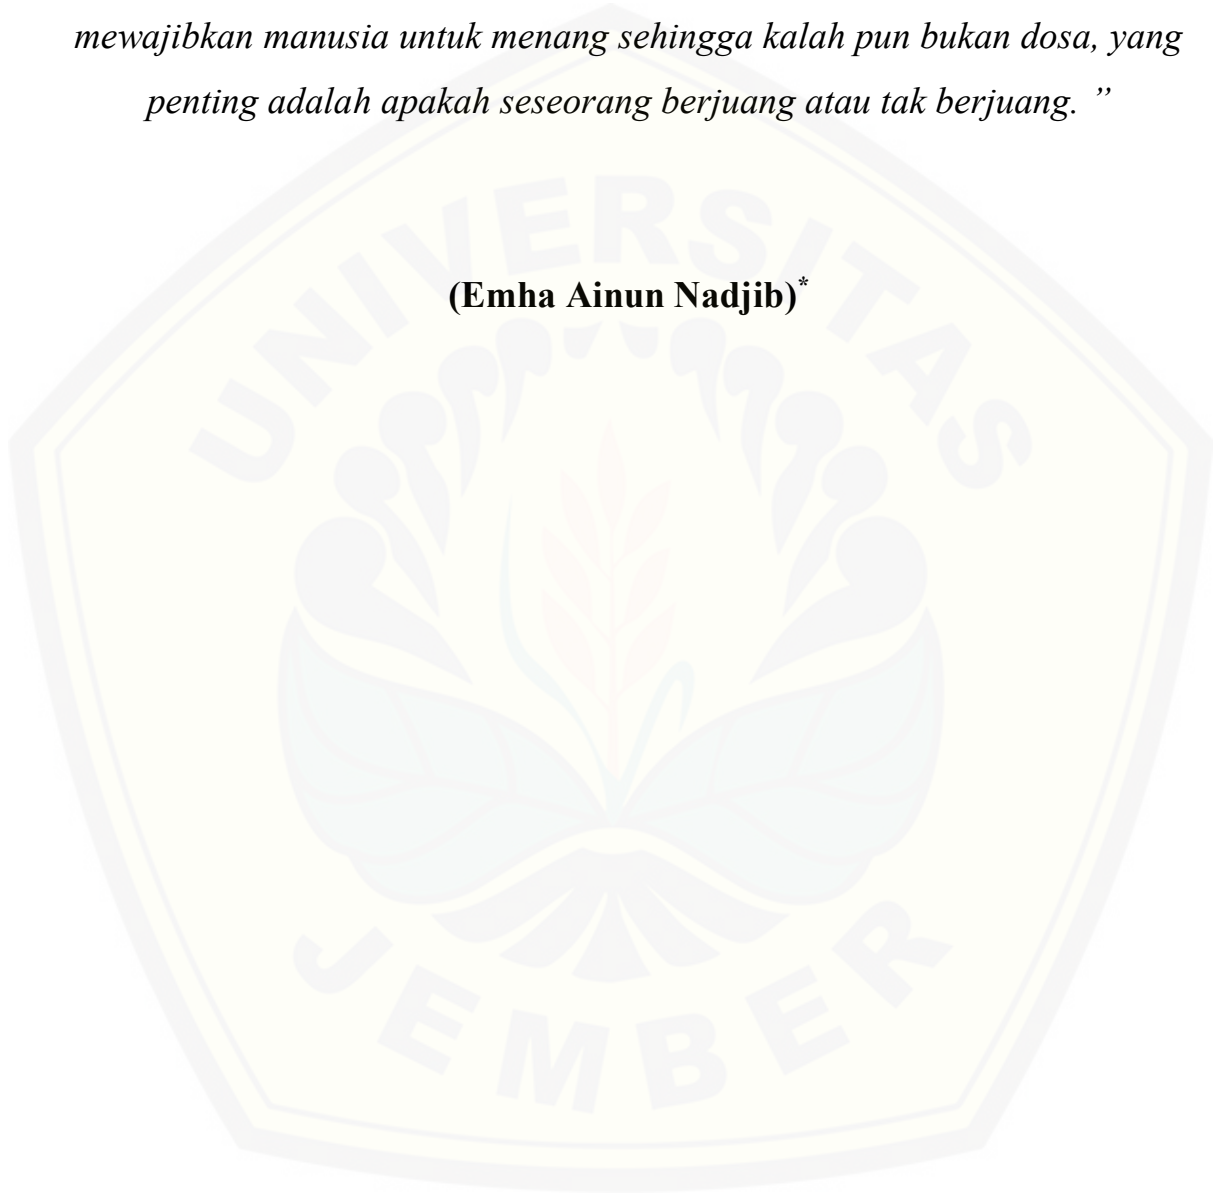 mewajibkan manusia untuk menang sehingga kalah pun bukan dosa, yang
penting adalah apakah seseorang berjuang atau tak berjuang. ”
(Emha Ainun Nadjib)*
UNIVERSITAS
JEMBER